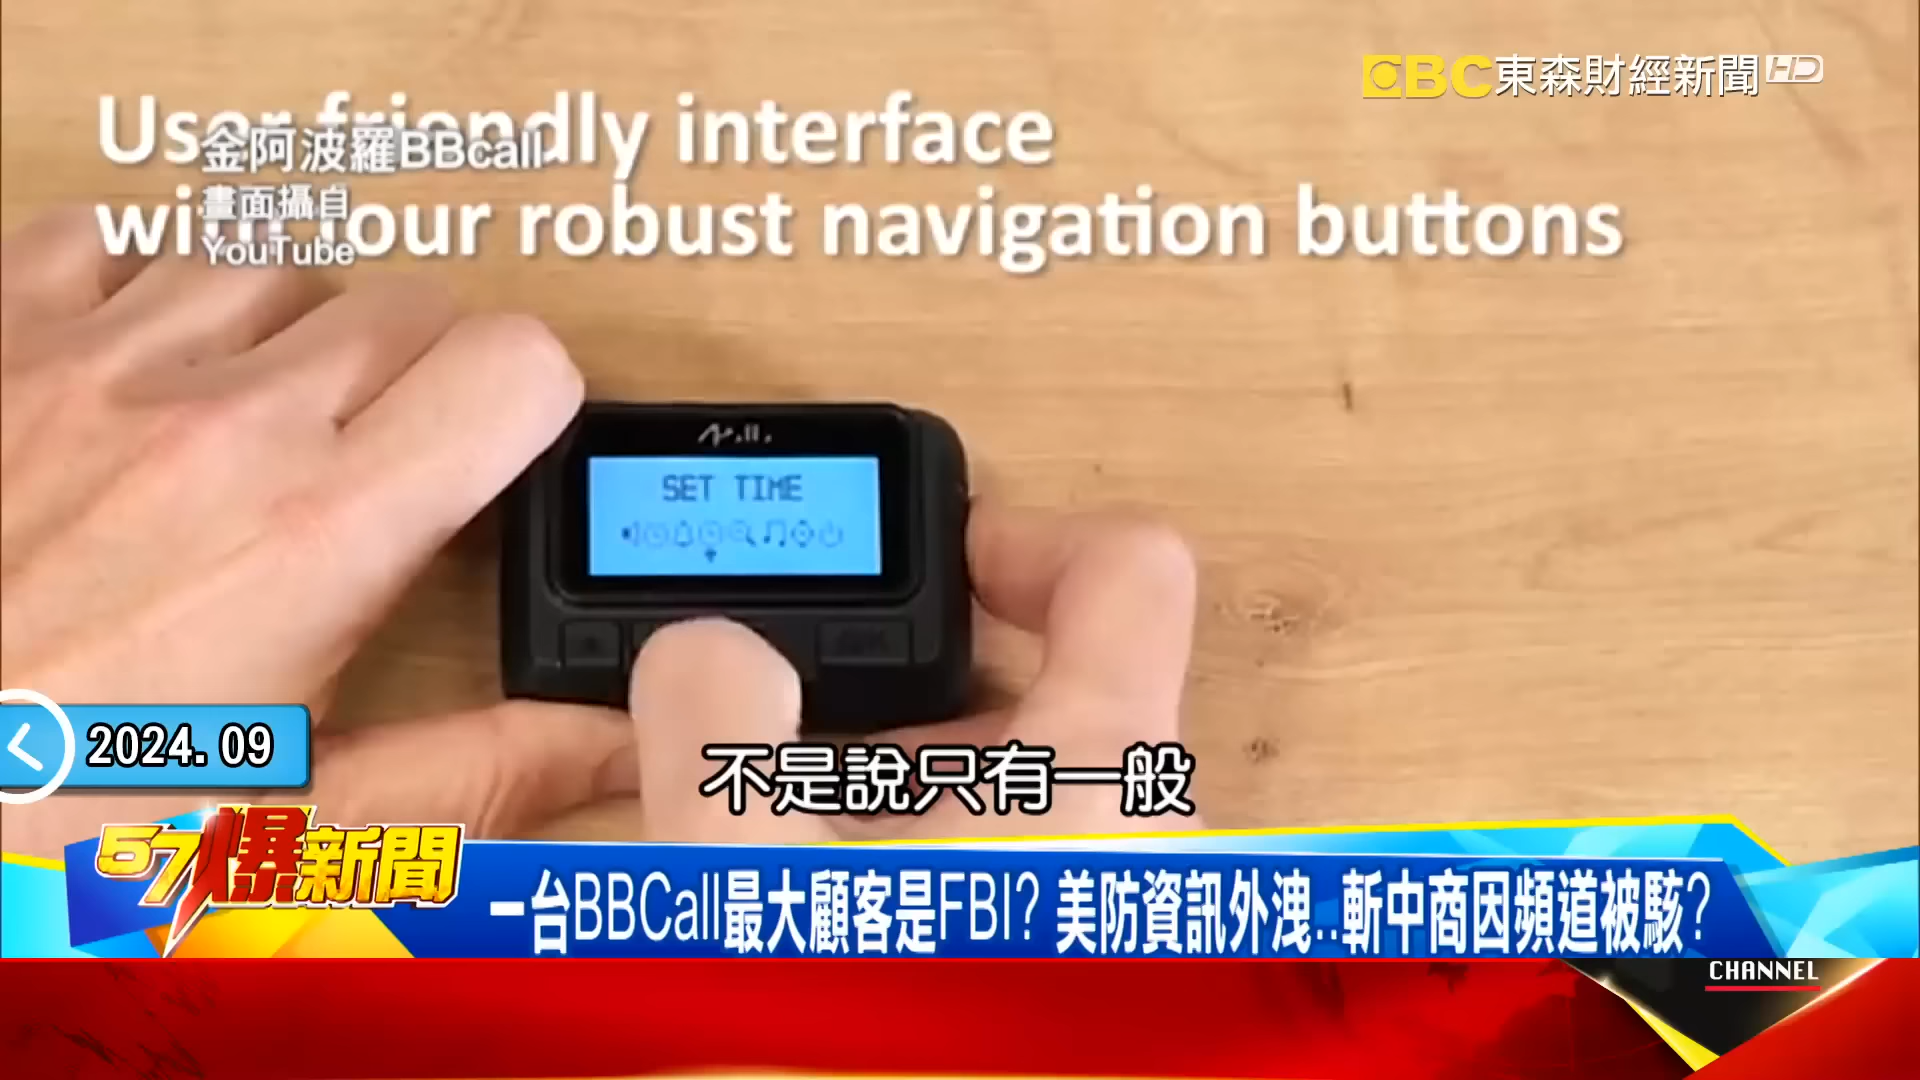 EBC東森財經新聞HD
User friendly interface
with four robust navigation buttons
金阿波羅BBcall
畫面攝自
YouTube
SET TIME
2024.09
不是說只有一般
57爆新聞
一台BBCall最大顧客是FBI? 美防資訊外洩..斬中商因頻道被駭?
CHANNEL